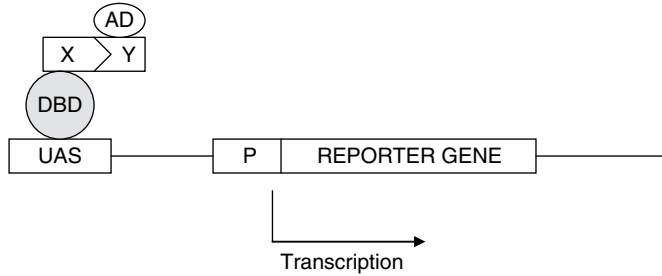 AD
X Y
DBD
UAS P REPORTER GENE
Transcription